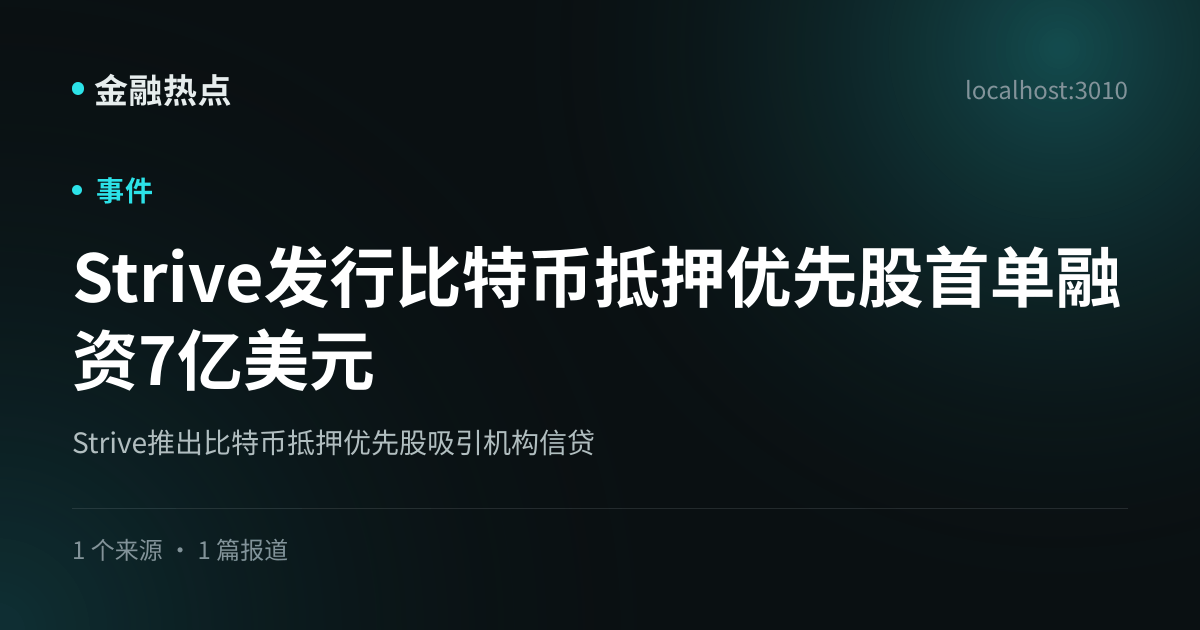 金融热点
localhost:3010
事件
Strive发行比特币抵押优先股首单融
资7亿美元
Strive推出比特币抵押优先股吸引机构信贷
1 个来源 · 1 篇报道